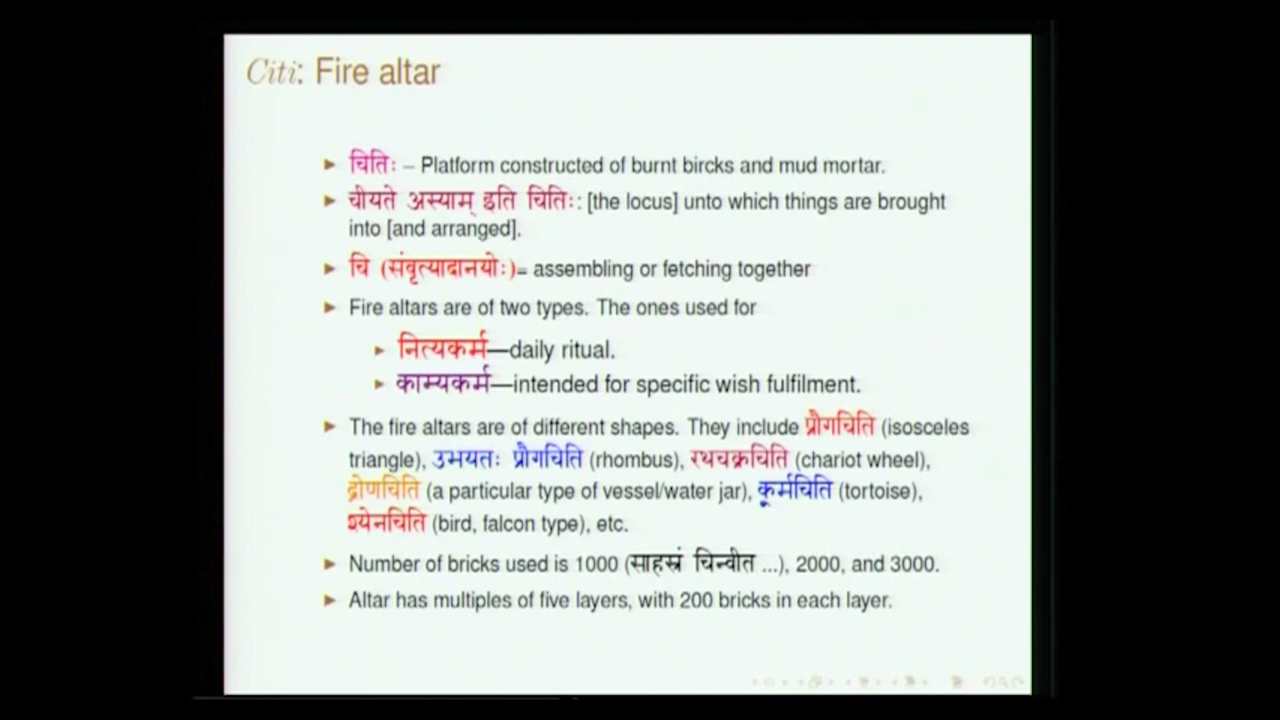 Citi: Fire altar
► चितिः – Platform constructed of burnt bircks and mud mortar.
► चीयते अस्याम् इति चितिः: [the locus] unto which things are brought
into [and arranged].
► चि (संवृत्यादानयोः)= assembling or fetching together
► Fire altars are of two types. The ones used for
► नित्यकर्म—daily ritual.
► काम्यकर्म—intended for specific wish fulfilment.
► The fire altars are of different shapes. They include प्रौगचिति (isosceles
triangle), उभयतः प्रौगचिति (rhombus), रथचक्रचिति (chariot wheel),
द्रोणचिति (a particular type of vessel/water jar), कूर्मचिति (tortoise),
श्येनचिति (bird, falcon type), etc.
► Number of bricks used is 1000 (साहस्रं चिन्वीत ...), 2000, and 3000.
► Altar has multiples of five layers, with 200 bricks in each layer.